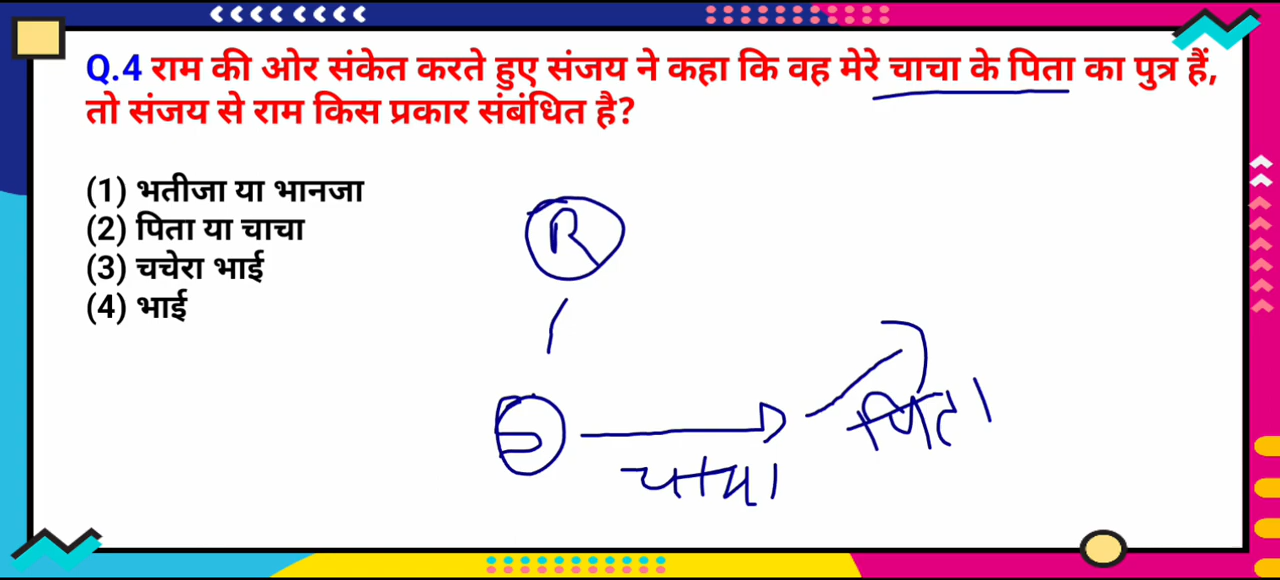 Q.4 राम की ओर संकेत करते हुए संजय ने कहा कि वह मेरे चाचा के पिता का पुत्र हैं,
तो संजय से राम किस प्रकार संबंधित है?
(1) भतीजा या भानजा
(2) पिता या चाचा
(3) चचेरा भाई
(4) भाई
R
S
चाचा
पिता